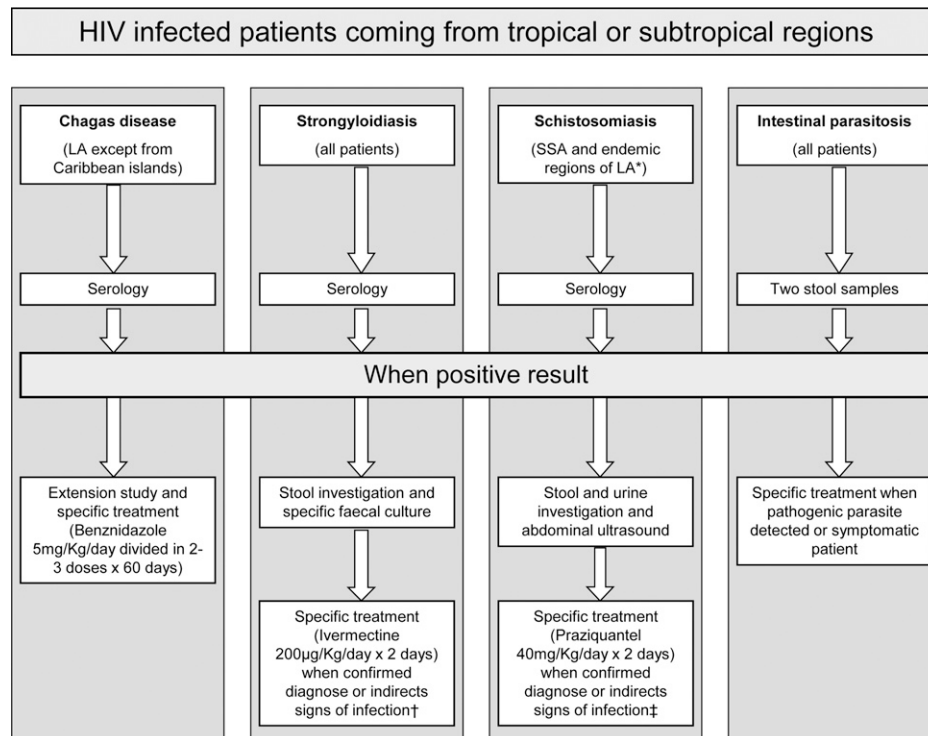 HIV infected patients coming from tropical or subtropical regions
Chagas disease
(LA except from
Caribbean islands)
Serology
Strongyloidiasis
(all patients)
Serology
Schistosomiasis
(SSA and endemic
regions of LA*)
Serology
Intestinal parasitosis
(all patients)
Two stool samples
When positive result
Extension study and
specific treatment
(Benznidazole
5mg/Kg/day divided in 2-
3 doses x 60 days)
Stool investigation and
specific faecal culture
Specific treatment
(Ivermectine
200µg/Kg/day x 2 days)
when confirmed
diagnose or indirects
signs of infection†
Stool and urine
investigation and
abdominal ultrasound
Specific treatment
(Praziquantel
40mg/Kg/day x 2 days)
when confirmed
diagnose or indirects
signs of infection‡
Specific treatment when
pathogenic parasite
detected or symptomatic
patient